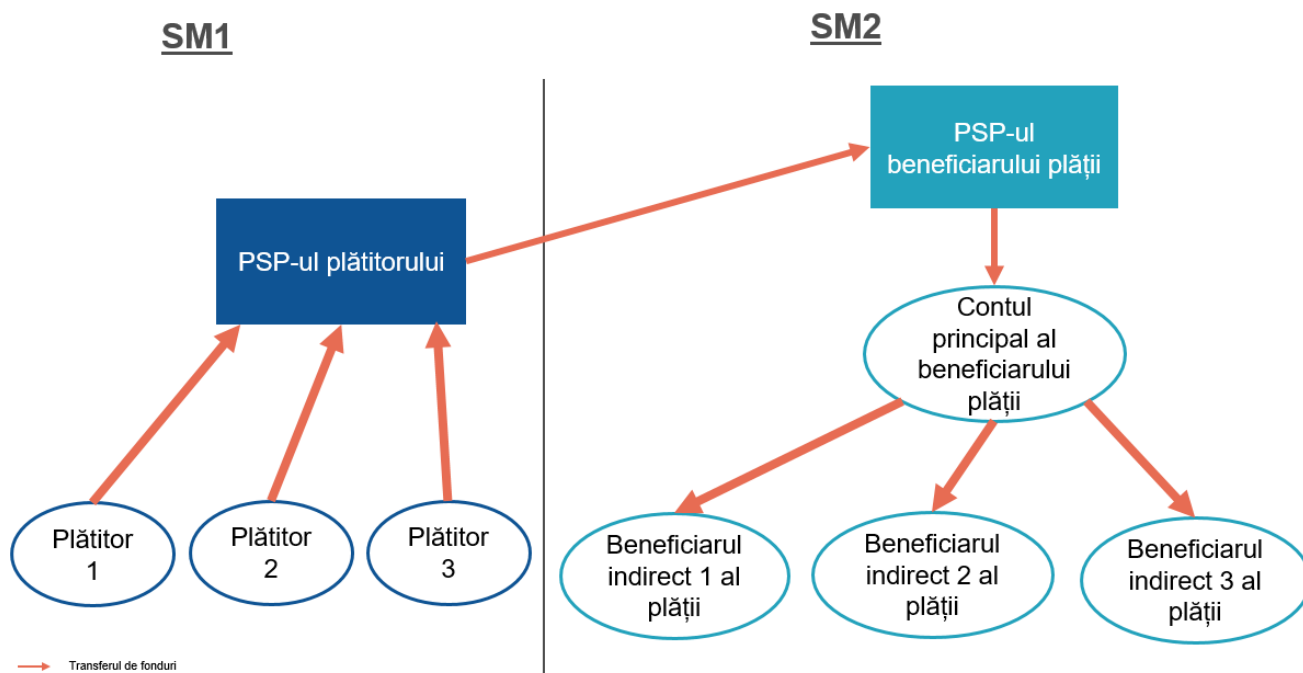 SM1
SM2
PSP-ul
beneficiarului plății
PSP-ul plătitorului
Contul
principal al
beneficiarului
plății
Plătitor
1
Plătitor
2
Plătitor
3
Beneficiarul
indirect 1 al
plății
Beneficiarul
indirect 2 al
plății
Beneficiarul
indirect 3 al
plății
Transferul de fonduri